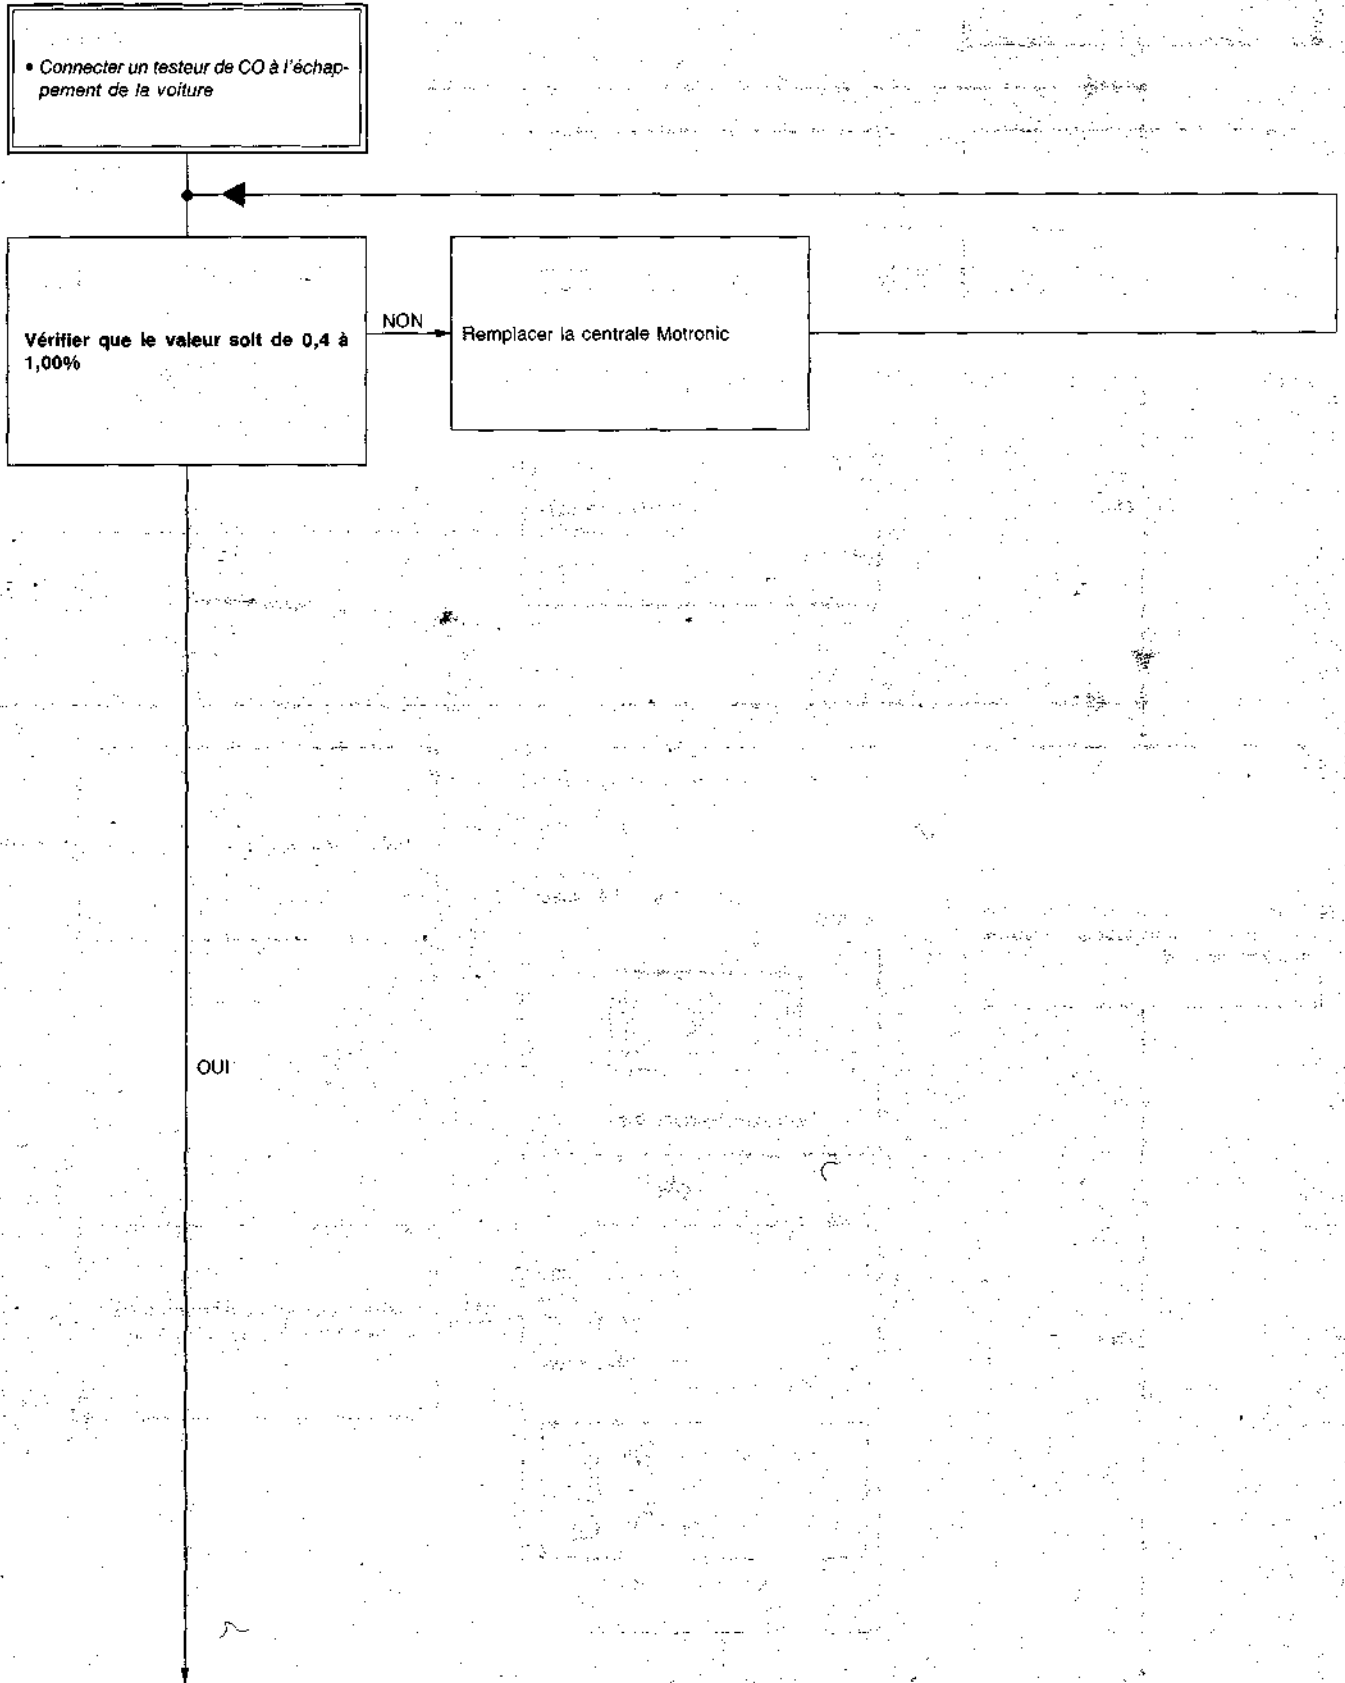 • Connecter un testeur de CO à l'échap-
pement de la voiture
Vérifier que le valeur soit de 0,4 à
1,00%
NON
Remplacer la centrale Motronic
OUI